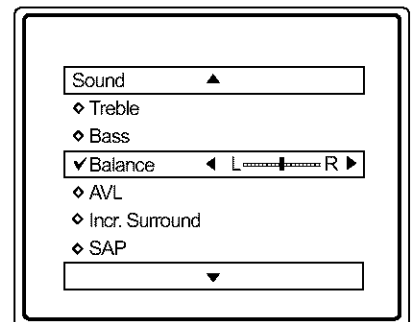 Sound ▲
◆ Treble
◆ Bass
✔ Balance ◀ L R ▶
◆ AVL
◆ Incr. Surround
◆ SAP
▼